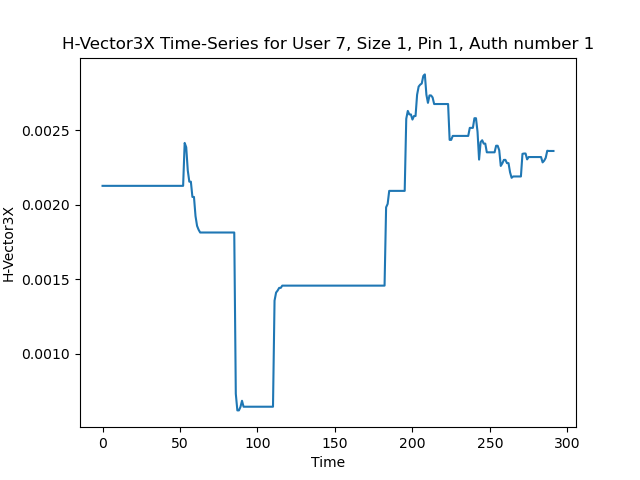 H-Vector3X Time-Series for User 7, Size 1, Pin 1, Auth number 1
H-Vector3X
0.0025
0.0020
0.0015
0.0010
0 50 100 150 200 250 300
Time